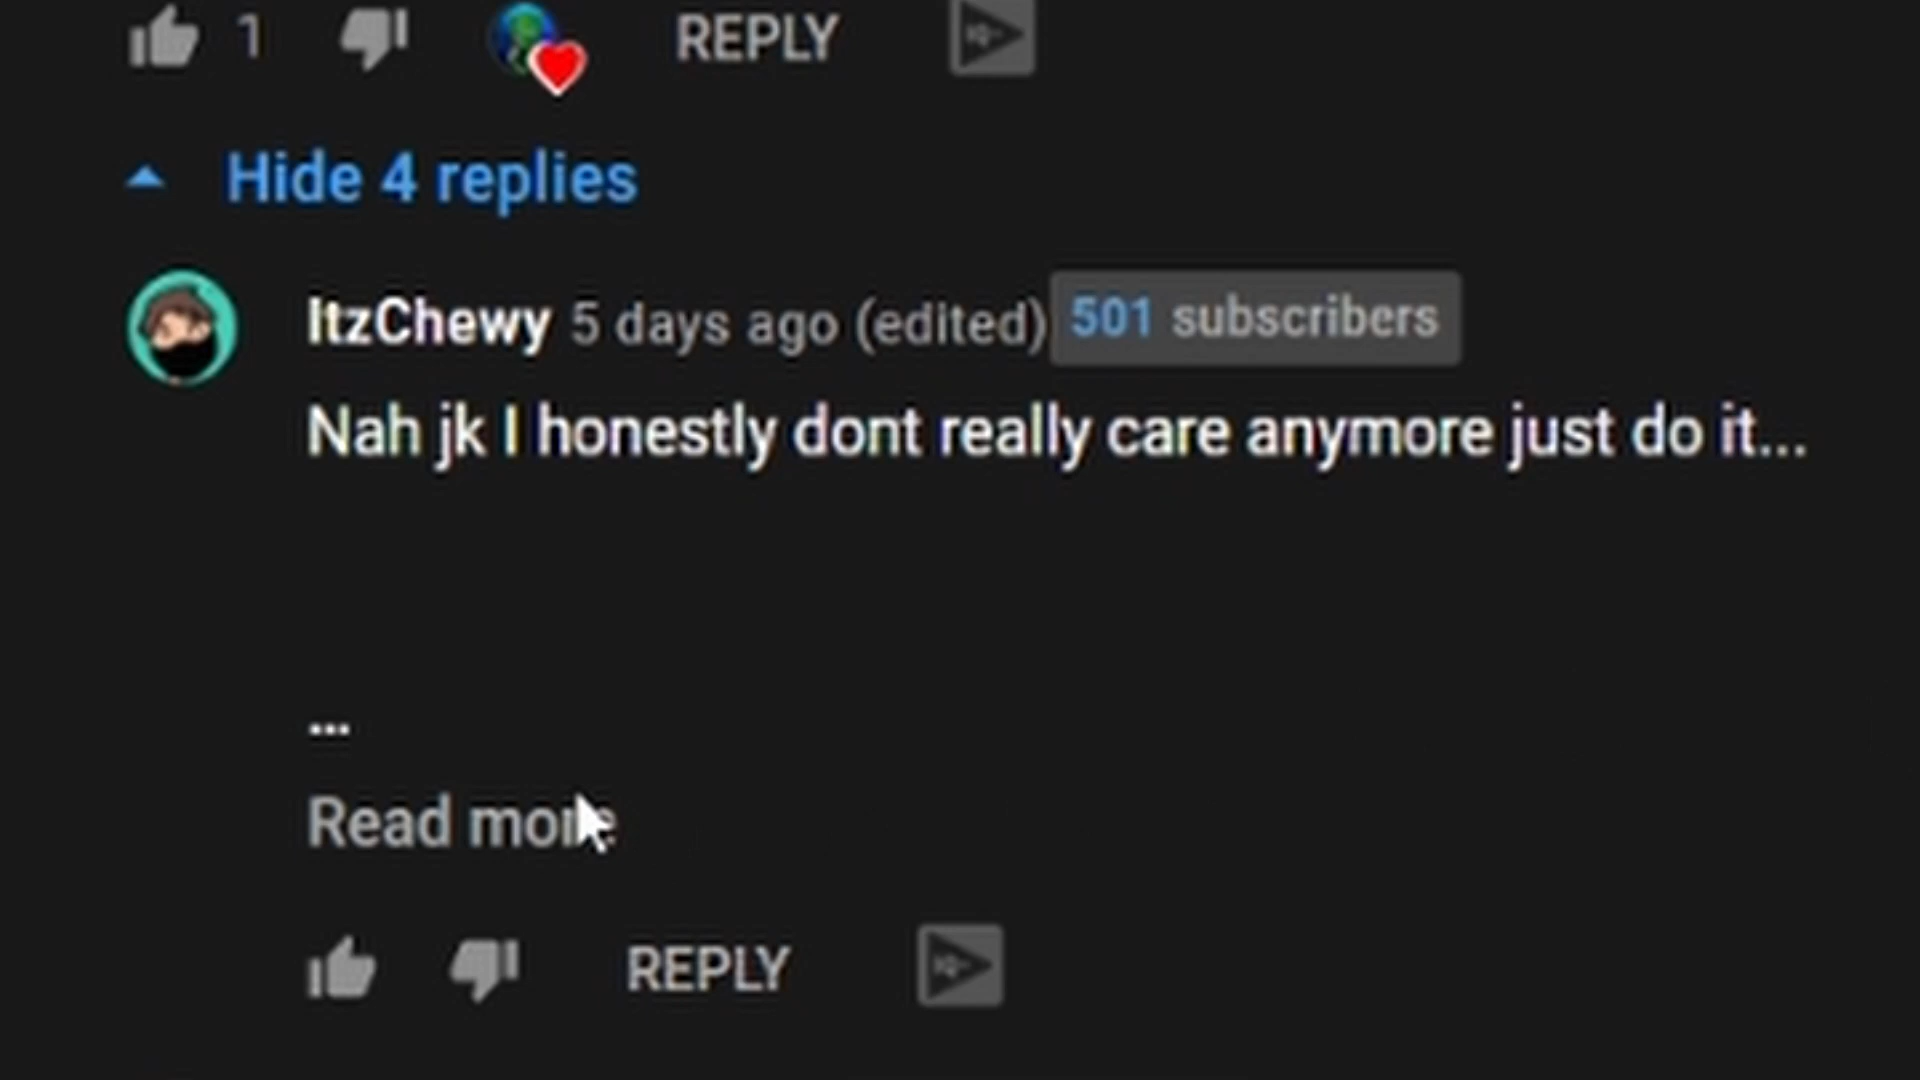 1 REPLY
Hide 4 replies
ItzChewy 5 days ago (edited) 501 subscribers
Nah jk I honestly dont really care anymore just do it...
...
Read more
REPLY